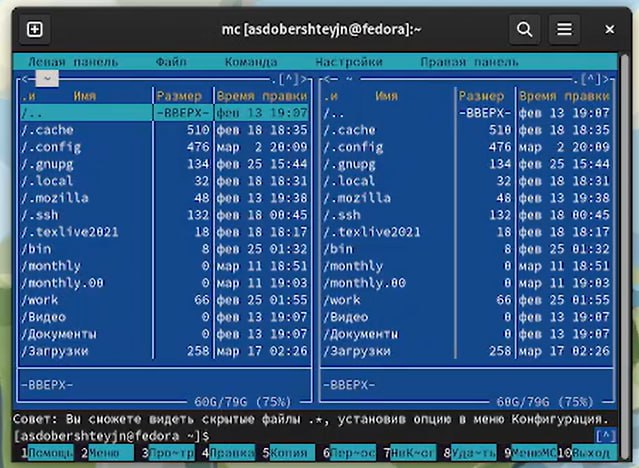 mc [asdobershteyjn@fedora]:~
Левая панель Файл Команда Настройки Правая панель
<- ~ .[^]> <- ~ .[^]>
.и Имя Размер Время правки .и Имя Размер Время правки
/.. -ВВЕРХ- фев 13 19:07 /.. -ВВЕРХ- фев 13 19:07
/.cache 510 фев 18 18:35 /.cache 510 фев 18 18:35
/.config 476 мар 2 20:09 /.config 476 мар 2 20:09
/.gnupg 134 фев 25 15:44 /.gnupg 134 фев 25 15:44
/.local 32 фев 18 18:31 /.local 32 фев 18 18:31
/.mozilla 48 фев 13 19:38 /.mozilla 48 фев 13 19:38
/.ssh 132 фев 18 00:45 /.ssh 132 фев 18 00:45
/.texlive2021 18 фев 18 18:17 /.texlive2021 18 фев 18 18:17
/bin 8 фев 25 01:32 /bin 8 фев 25 01:32
/monthly 0 мар 11 18:51 /monthly 0 мар 11 18:51
/monthly.00 0 мар 11 19:03 /monthly.00 0 мар 11 19:03
/work 66 фев 25 01:55 /work 66 фев 25 01:55
/Видео 0 фев 13 19:07 /Видео 0 фев 13 19:07
/Документы 0 фев 13 19:07 /Документы 0 фев 13 19:07
/Загрузки 258 мар 17 02:26 /Загрузки 258 мар 17 02:26
-ВВЕРХ- -ВВЕРХ-
60G/79G (75%) 60G/79G (75%)
Совет: Вы сможете видеть скрытые файлы .*, установив опцию в меню Конфигурация.
[asdobershteyjn@fedora ~]$ [^]
1Помощь 2Меню 3Про~тр 4Правка 5Копия 6Пер~ос 7НвК~ог 8Уда~ть 9МенюMC 10Выход